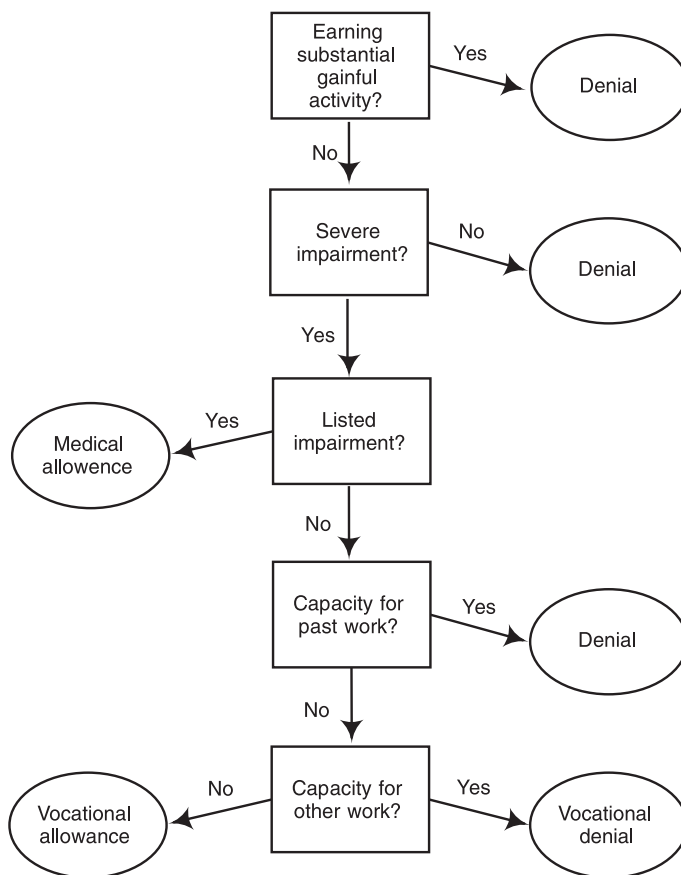 Earning
substantial
gainful
activity?
Yes
Denial
No
Severe
impairment?
No
Denial
Yes
Listed
impairment?
Yes
Medical
allowence
No
Capacity for
past work?
Yes
Denial
No
Capacity for
other work?
No
Vocational
allowance
Yes
Vocational
denial